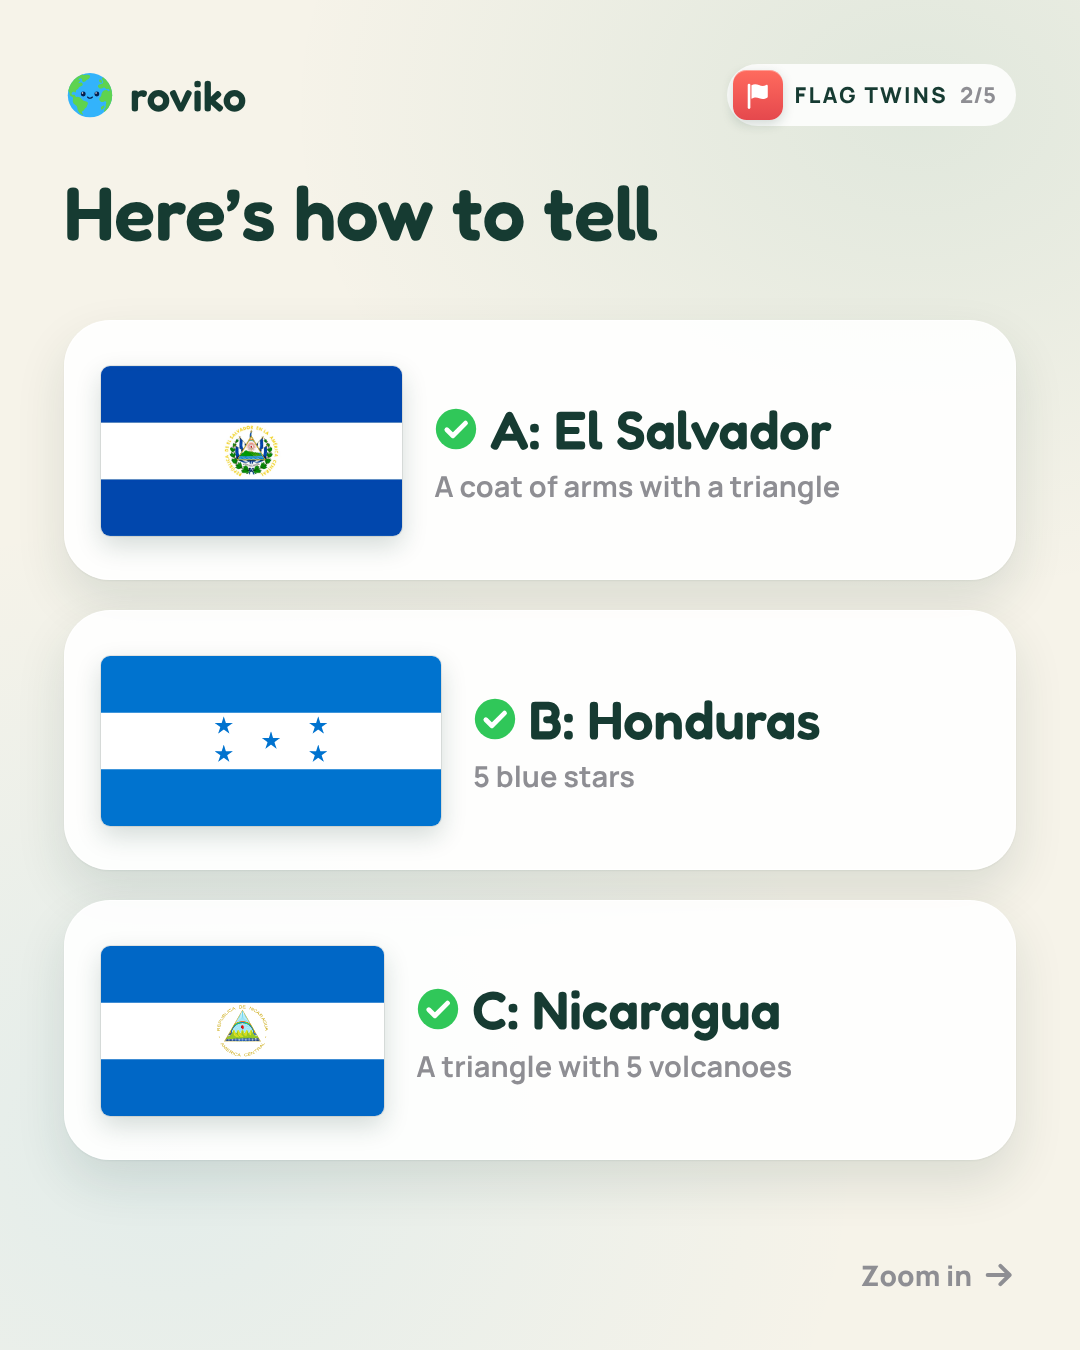 roviko
FLAG TWINS 2/5
Here’s how to tell
A: El Salvador
A coat of arms with a triangle
B: Honduras
5 blue stars
C: Nicaragua
A triangle with 5 volcanoes
Zoom in →